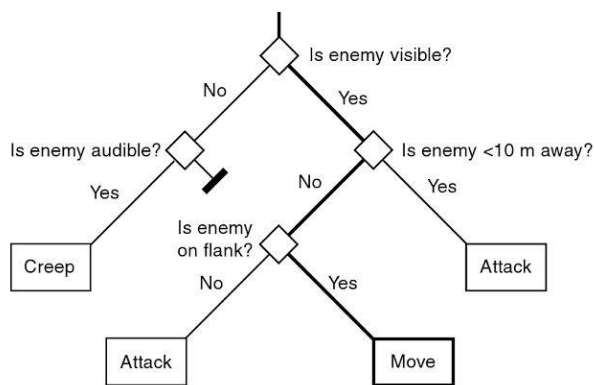 Is enemy visible?
No
Yes
Is enemy audible?
Is enemy <10 m away?
Yes
No
Yes
Is enemy
on flank?
Creep
No
Yes
Attack
Attack
Move